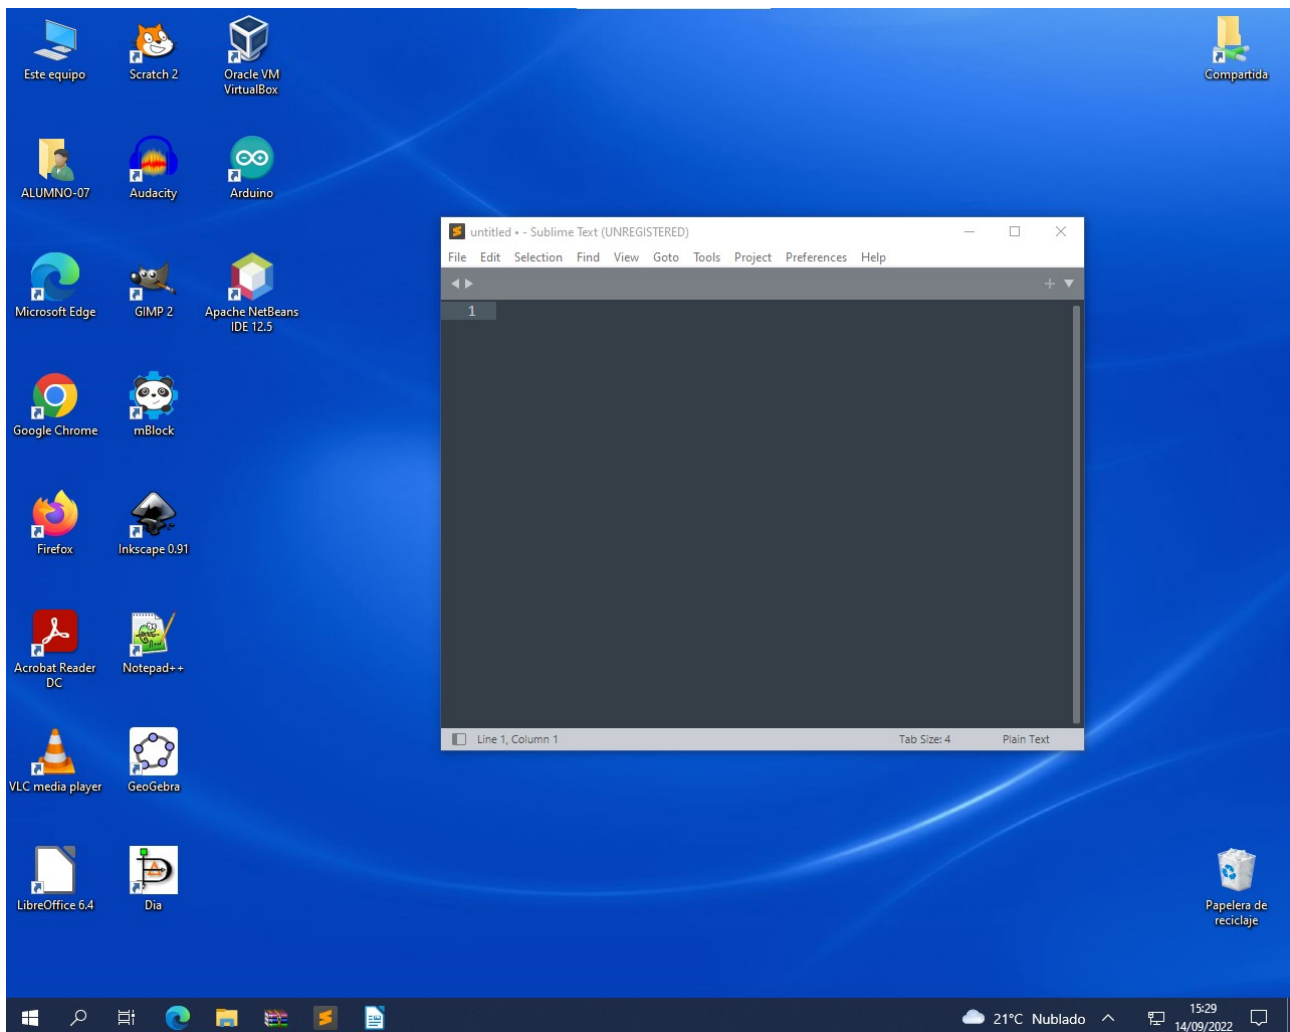 Este equipo
Scratch 2
Oracle VM
VirtualBox
Compartida
ALUMNO-07
Audacity
Arduino
Microsoft Edge
GIMP 2
Apache NetBeans
IDE 12.5
Google Chrome
mBlock
Firefox
Inkscape 0.91
Acrobat Reader
DC
Notepad++
VLC media player
GeoGebra
LibreOffice 6.4
Dia
untitled • - Sublime Text (UNREGISTERED)
File Edit Selection Find View Goto Tools Project Preferences Help
1
Line 1, Column 1
Tab Size: 4
Plain Text
Papelera de
reciclaje
21°C Nublado
15:29
14/09/2022